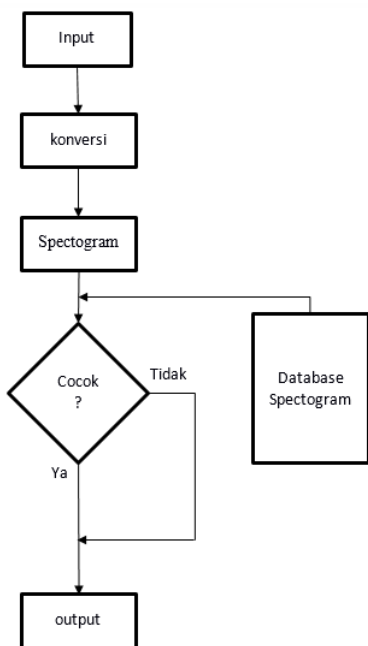 Input
konversi
Spectogram
Cocok
?
Tidak
Database
Spectogram
Ya
output